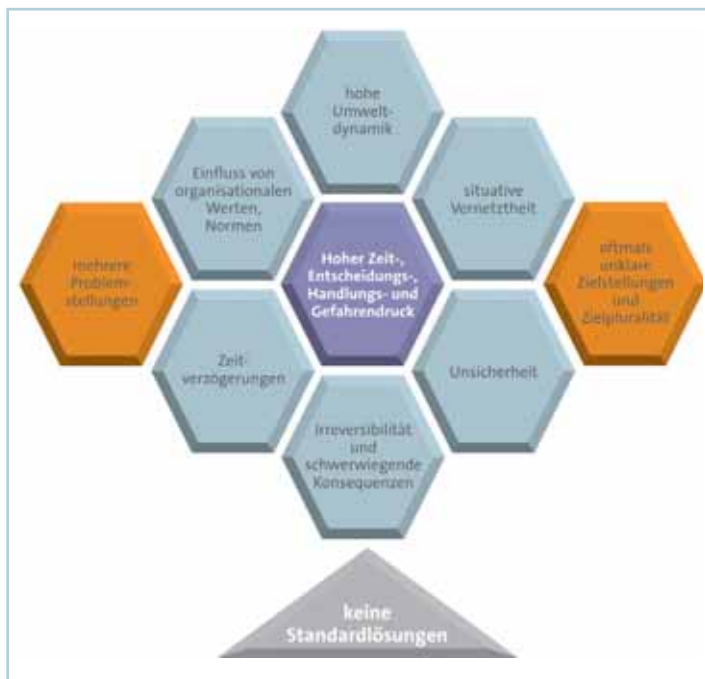 hohe
Umwelt-
dynamik
Einfluss von
organisationalen
Werten,
Normen
situative
Vernetztheit
mehrere
Problem-
stellungen
Hoher Zeit-,
Entscheidungs-,
Handlungs- und
Gefahrendruck
oftmals
unklare
Zielstellungen
und
Zielpluralität
Zeit-
verzögerungen
Unsicherheit
Irreversibilität
und
schwerwiegende
Konsequenzen
keine
Standardlösungen